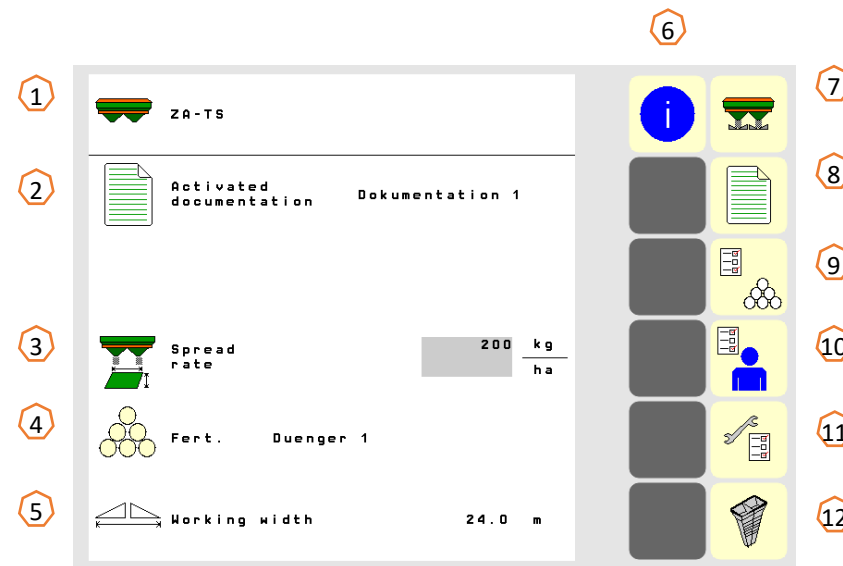 6
1
ZA-TS
i
7
2
Activated
documentation
Dokumentation 1
8
9
3
Spread
rate
200 kg
ha
10
4
Fert. Duenger 1
11
5
Working width 24.0 m
12